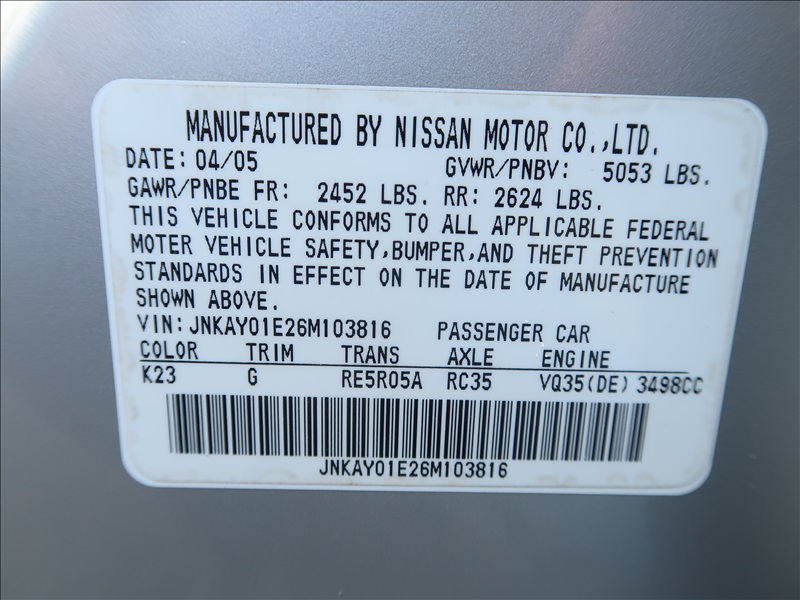 MANUFACTURED BY NISSAN MOTOR CO.,LTD.
DATE: 04/05 GVWR/PNBV: 5053 LBS.
GAWR/PNBE FR: 2452 LBS. RR: 2624 LBS.
THIS VEHICLE CONFORMS TO ALL APPLICABLE FEDERAL
MOTER VEHICLE SAFETY,BUMPER,AND THEFT PREVENTION
STANDARDS IN EFFECT ON THE DATE OF MANUFACTURE
SHOWN ABOVE.
VIN:JNKAY01E26M103816 PASSENGER CAR
COLOR TRIM TRANS AXLE ENGINE
K23 G RE5R05A RC35 VQ35(DE) 3498CC
JNKAY01E26M103816